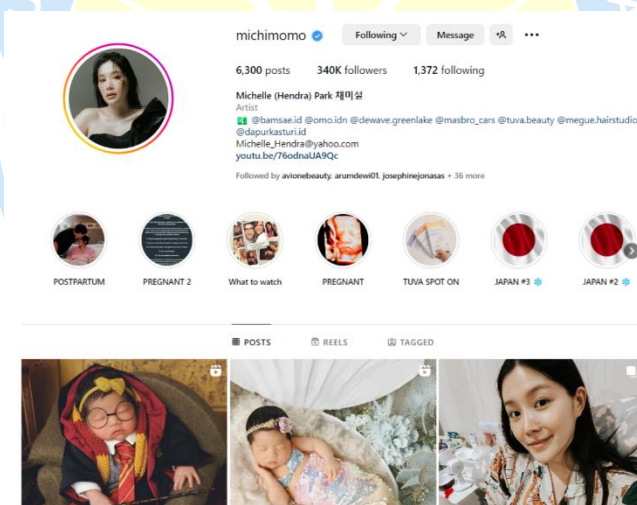 michimomo Following Message
6,300 posts 340K followers 1,372 following
Michelle (Hendra) Park 채미실
Artist
💵 @bamsae.id @omo.idn @dewave.greenlake @masbro_cars @tuva.beauty @megue.hairstudio
@dapurkasturi.id
Michelle_Hendra@yahoo.com
youtu.be/76odnaUA9Qc
Followed by avionebeauty, arumdewi01, josephinejonasas + 36 more
POSTPARTUM PREGNANT 2 What to watch PREGNANT TUVA SPOT ON JAPAN #3 ❄️ JAPAN #2 ❄️
POSTS REELS TAGGED